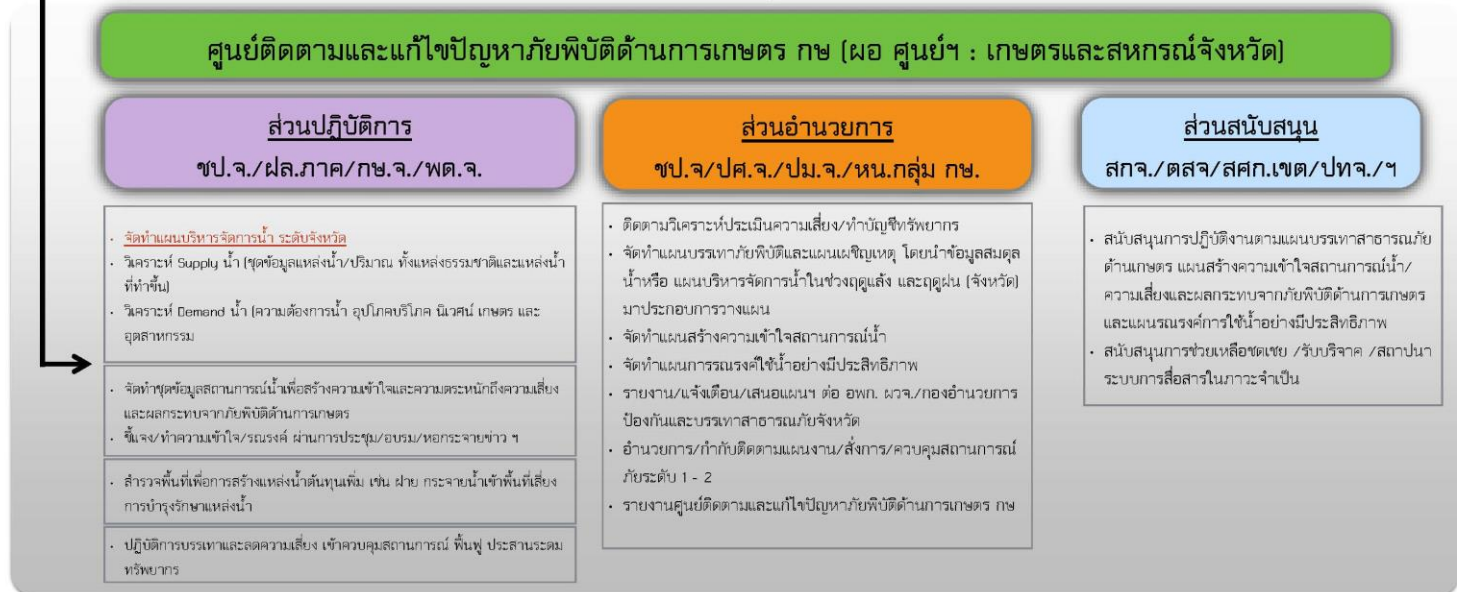 ศูนย์ติดตามและแก้ไขปัญหาภัยพิบัติด้านการเกษตร กษ (ผอ ศูนย์ฯ : เกษตรและสหกรณ์จังหวัด)
ส่วนปฏิบัติการ
ชป.จ./ฝล.ภาค/กษ.จ./พด.จ.
· จัดทำแผนบริหารจัดการน้ำ ระดับจังหวัด
· วิเคราะห์ Supply น้ำ (ชุดข้อมูลแหล่งน้ำ/ปริมาณ ทั้งแหล่งธรรมชาติและแหล่งน้ำ
ที่ทำขึ้น)
· วิเคราะห์ Demand น้ำ (ความต้องการน้ำ อุปโภคบริโภค นิเวศน์ เกษตร และ
อุตสาหกรรม
· จัดทำชุดข้อมูลสถานการณ์น้ำเพื่อสร้างความเข้าใจและความตระหนักถึงความเสี่ยง
และผลกระทบจากภัยพิบัติด้านการเกษตร
· ชี้แจง/ทำความเข้าใจ/รณรงค์ ผ่านการประชุม/อบรม/หอกระจายข่าว ฯ
· สำรวจพื้นที่เพื่อการสร้างแหล่งน้ำต้นทุนเพิ่ม เช่น ฝาย กระจายน้ำเข้าพื้นที่เสี่ยง
การบำรุงรักษาแหล่งน้ำ
· ปฏิบัติการบรรเทาและลดความเสี่ยง เข้าควบคุมสถานการณ์ ฟื้นฟู ประสานระดม
ทรัพยากร
ส่วนอำนวยการ
ชป.จ/ปศ.จ./ปม.จ./หน.กลุ่ม กษ.
· ติดตามวิเคราะห์ประเมินความเสี่ยง/ทำบัญชีทรัพยากร
· จัดทำแผนบรรเทาภัยพิบัติและแผนเผชิญเหตุ โดยนำข้อมูลสมดุล
น้ำหรือ แผนบริหารจัดการน้ำในช่วงฤดูแล้ง และฤดูฝน (จังหวัด)
มาประกอบการวางแผน
· จัดทำแผนสร้างความเข้าใจสถานการณ์น้ำ
· จัดทำแผนการรณรงค์ใช้น้ำอย่างมีประสิทธิภาพ
· รายงาน/แจ้งเตือน/เสนอแผนฯ ต่อ อพก. ผวจ./กองอำนวยการ
ป้องกันและบรรเทาสาธารณภัยจังหวัด
· อำนวยการ/กำกับติดตามแผนงาน/สั่งการ/ควบคุมสถานการณ์
ภัยระดับ 1 - 2
· รายงานศูนย์ติดตามและแก้ไขปัญหาภัยพิบัติด้านการเกษตร กษ
ส่วนสนับสนุน
สกจ./ตสจ/สศก.เขต/ปทจ./ฯ
· สนับสนุนการปฏิบัติงานตามแผนบรรเทาสาธารณภัย
ด้านเกษตร แผนสร้างความเข้าใจสถานการณ์น้ำ/
ความเสี่ยงและผลกระทบจากภัยพิบัติด้านการเกษตร
และแผนรณรงค์การใช้น้ำอย่างมีประสิทธิภาพ
· สนับสนุนการช่วยเหลือชดเชย /รับบริจาค /สถาปนา
ระบบการสื่อสารในภาวะจำเป็น